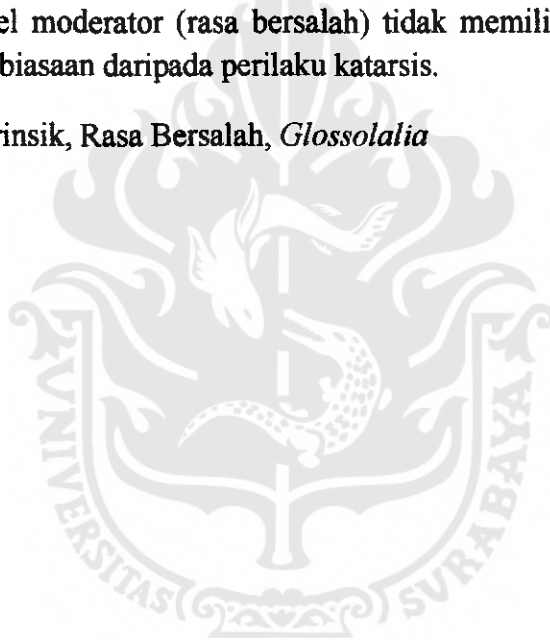 el moderator (rasa bersalah) tidak memili
biasaan daripada perilaku katarsis.
rinsik, Rasa Bersalah, Glossolalia
UNIVERSITAS SURABAYA